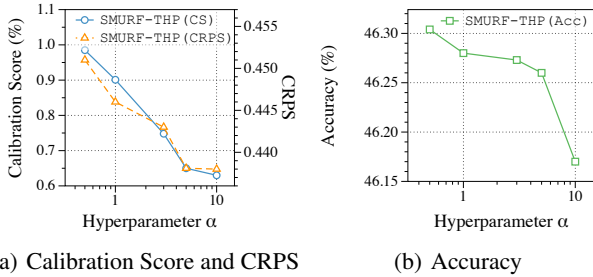 1.1
1.0
0.9
0.8
0.7
0.6
Calibration Score (%)
SMURF-THP(CS)
SMURF-THP(CRPS)
0.455
0.450
0.445
0.440
CRPS
1
10
Hyperparameter α
a) Calibration Score and CRPS
46.30
46.25
46.20
46.15
Accuracy (%)
SMURF-THP(Acc)
1
10
Hyperparameter α
(b) Accuracy